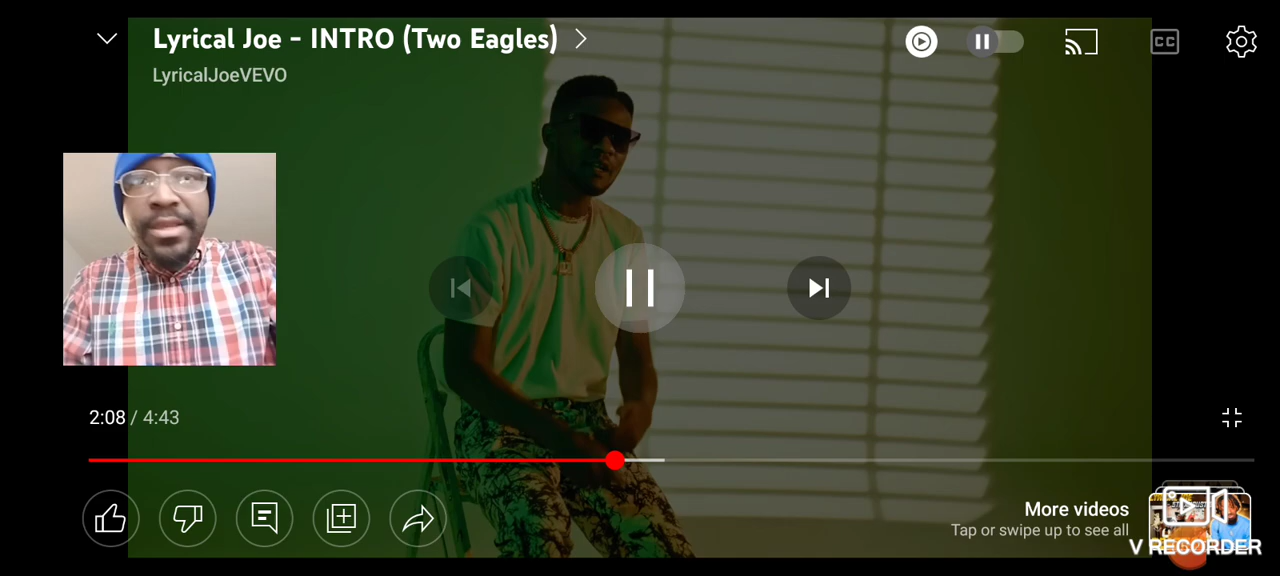 Lyrical Joe - INTRO (Two Eagles)
LyricalJoeVEVO
CC
2:08 / 4:43
More videos
Tap or swipe up to see all
V RECORDER